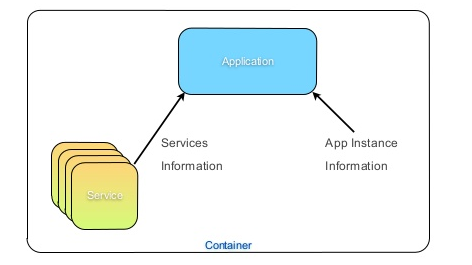 Application
Services
Information
App Instance
Information
Service
Container